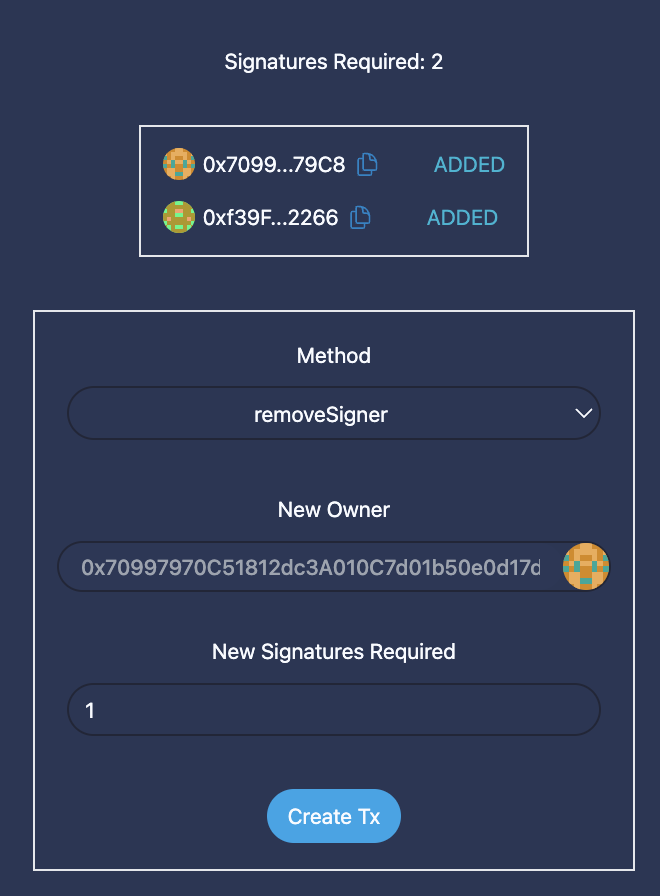 Signatures Required: 2
0x7099...79C8 ADDED
0xf39F...2266 ADDED
Method
removeSigner
New Owner
0x70997970C51812dc3A010C7d01b50e0d17d
New Signatures Required
1
Create Tx